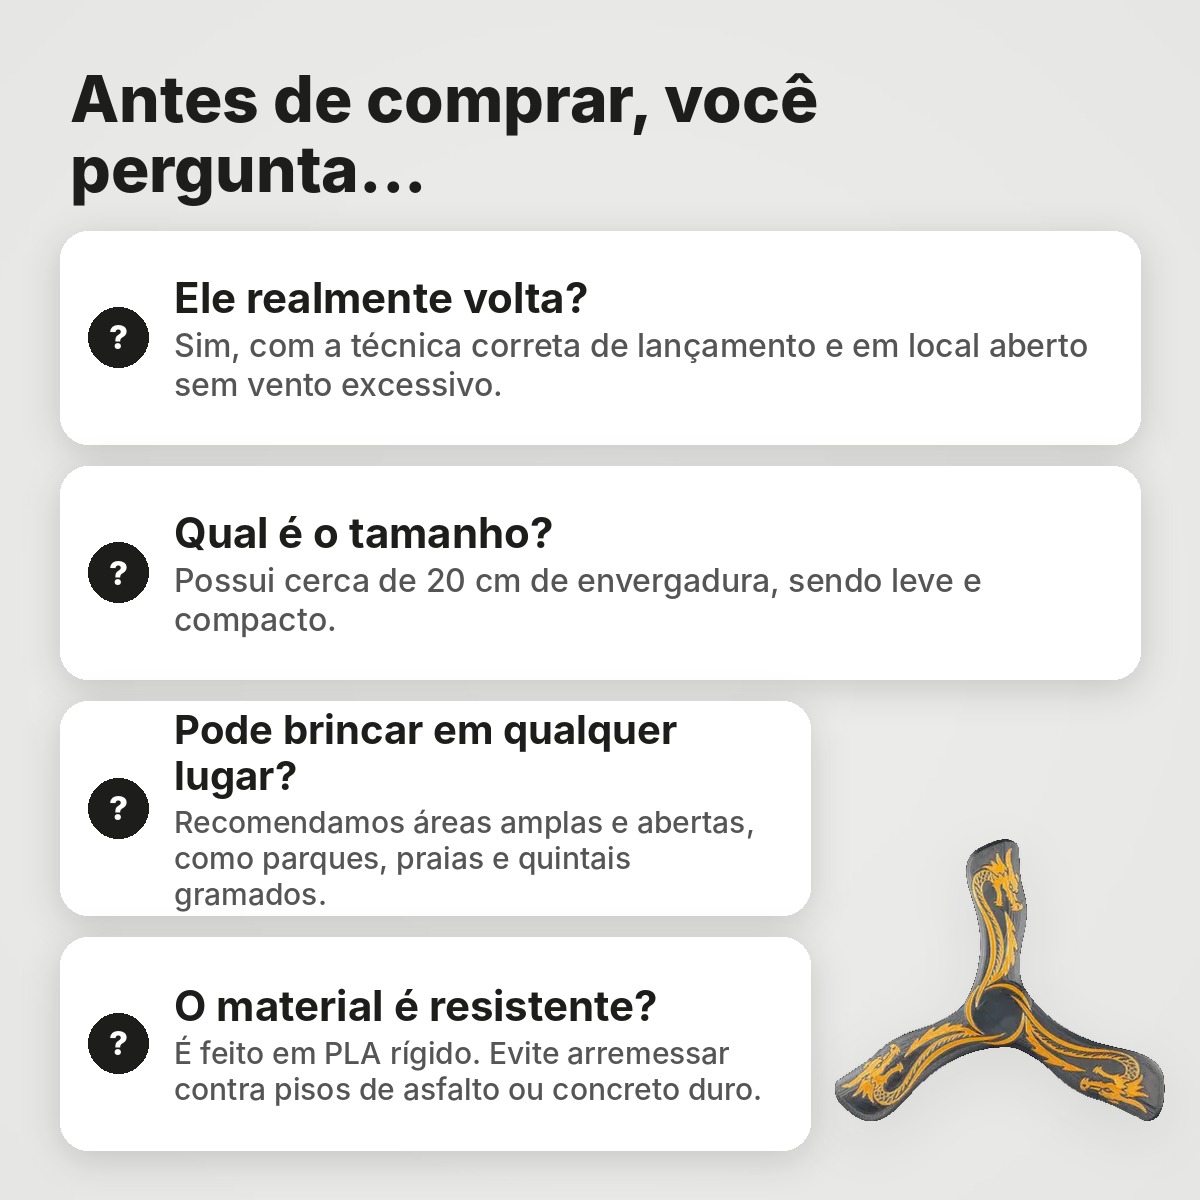 Antes de comprar, você
pergunta...
?
Ele realmente volta?
Sim, com a técnica correta de lançamento e em local aberto
sem vento excessivo.
?
Qual é o tamanho?
Possui cerca de 20 cm de envergadura, sendo leve e
compacto.
?
Pode brincar em qualquer
lugar?
Recomendamos áreas amplas e abertas,
como parques, praias e quintais
gramados.
?
O material é resistente?
É feito em PLA rígido. Evite arremessar
contra pisos de asfalto ou concreto duro.